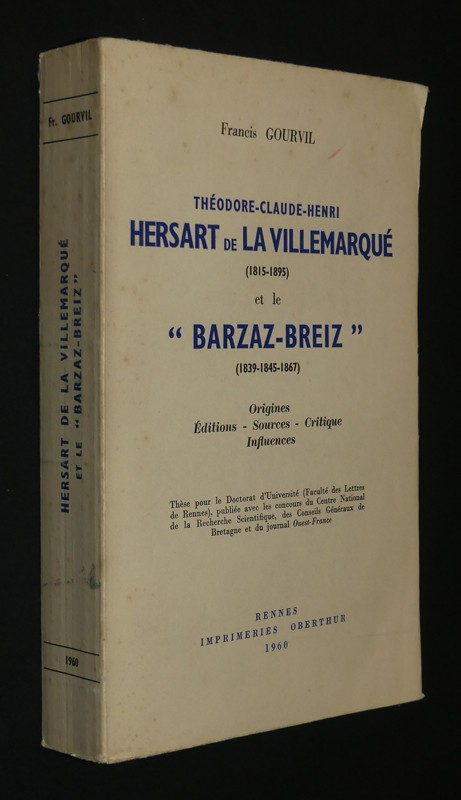 Fr. GOURVIL
HERSART DE LA VILLEMARQUÉ
ET LE "BARZAZ-BREIZ"
1960
Francis GOURVIL
THÉODORE-CLAUDE-HENRI
HERSART DE LA VILLEMARQUÉ
(1815-1895)
et le
“ BARZAZ-BREIZ ”
(1839-1845-1867)
Origines
Éditions - Sources - Critique
Influences
Thèse pour le Doctorat d'Université (Faculté des Lettres
de Rennes), publiée avec les concours du Centre National
de la Recherche Scientifique, des Conseils Généraux de
Bretagne et du journal Ouest-France
RENNES
IMPRIMERIES OBERTHUR
1960